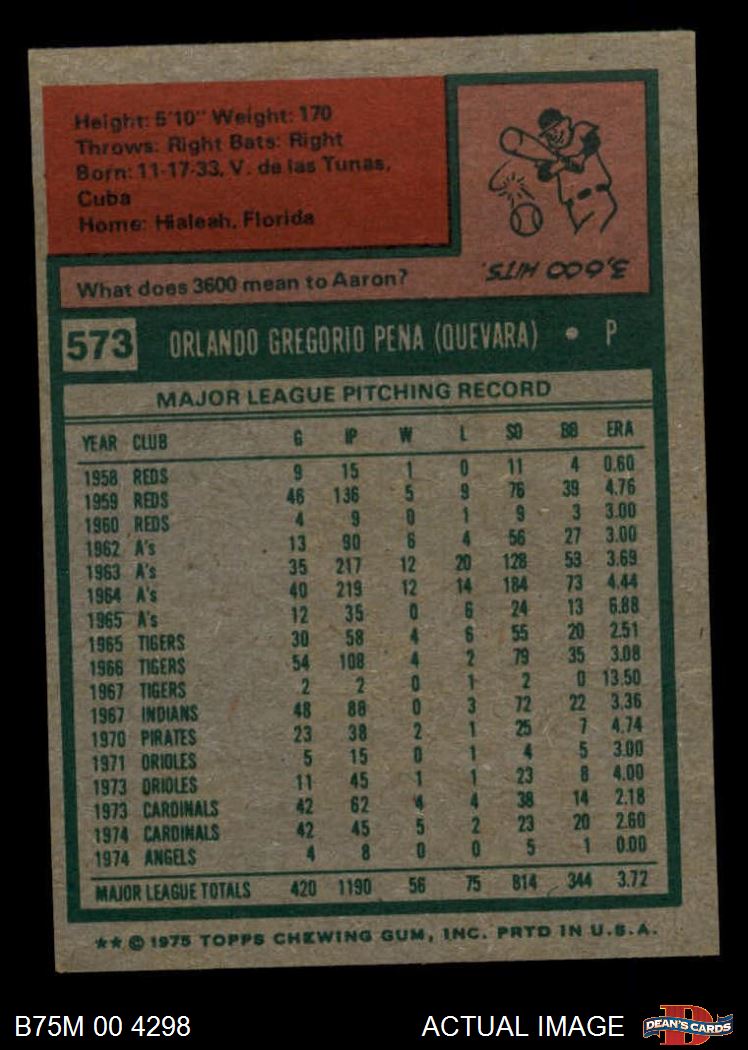 Height: 5'10" Weight: 170
Throws: Right Bats: Right
Born: 11-17-33, V. de las Tunas,
Cuba
Home: Hialeah, Florida
What does 3600 mean to Aaron?
3,600 HITS.
573 ORLANDO GREGORIO PENA (QUEVARA) • P
MAJOR LEAGUE PITCHING RECORD
YEAR CLUB G IP W L SO BB ERA
1958 REDS 9 15 1 0 11 4 0.60
1959 REDS 46 136 5 9 76 39 4.76
1960 REDS 4 9 0 1 9 3 3.00
1962 A's 13 90 6 4 56 27 3.00
1963 A's 35 217 12 20 128 53 3.69
1964 A's 40 219 12 14 184 73 4.44
1965 A's 12 35 0 6 24 13 6.88
1965 TIGERS 30 58 4 6 55 20 2.51
1966 TIGERS 54 108 4 2 79 35 3.08
1967 TIGERS 2 2 0 1 2 0 13.50
1967 INDIANS 48 88 0 3 72 22 3.36
1970 PIRATES 23 38 2 1 25 7 4.74
1971 ORIOLES 5 15 0 1 4 5 3.00
1973 ORIOLES 11 45 1 1 23 8 4.00
1973 CARDINALS 42 62 4 4 38 14 2.18
1974 CARDINALS 42 45 5 2 23 20 2.60
1974 ANGELS 4 8 0 0 5 1 0.00
MAJOR LEAGUE TOTALS 420 1190 56 75 814 344 3.72
** © 1975 TOPPS CHEWING GUM, INC. PRTD IN U.S.A.
B75M 00 4298 ACTUAL IMAGE DEAN'S CARDS